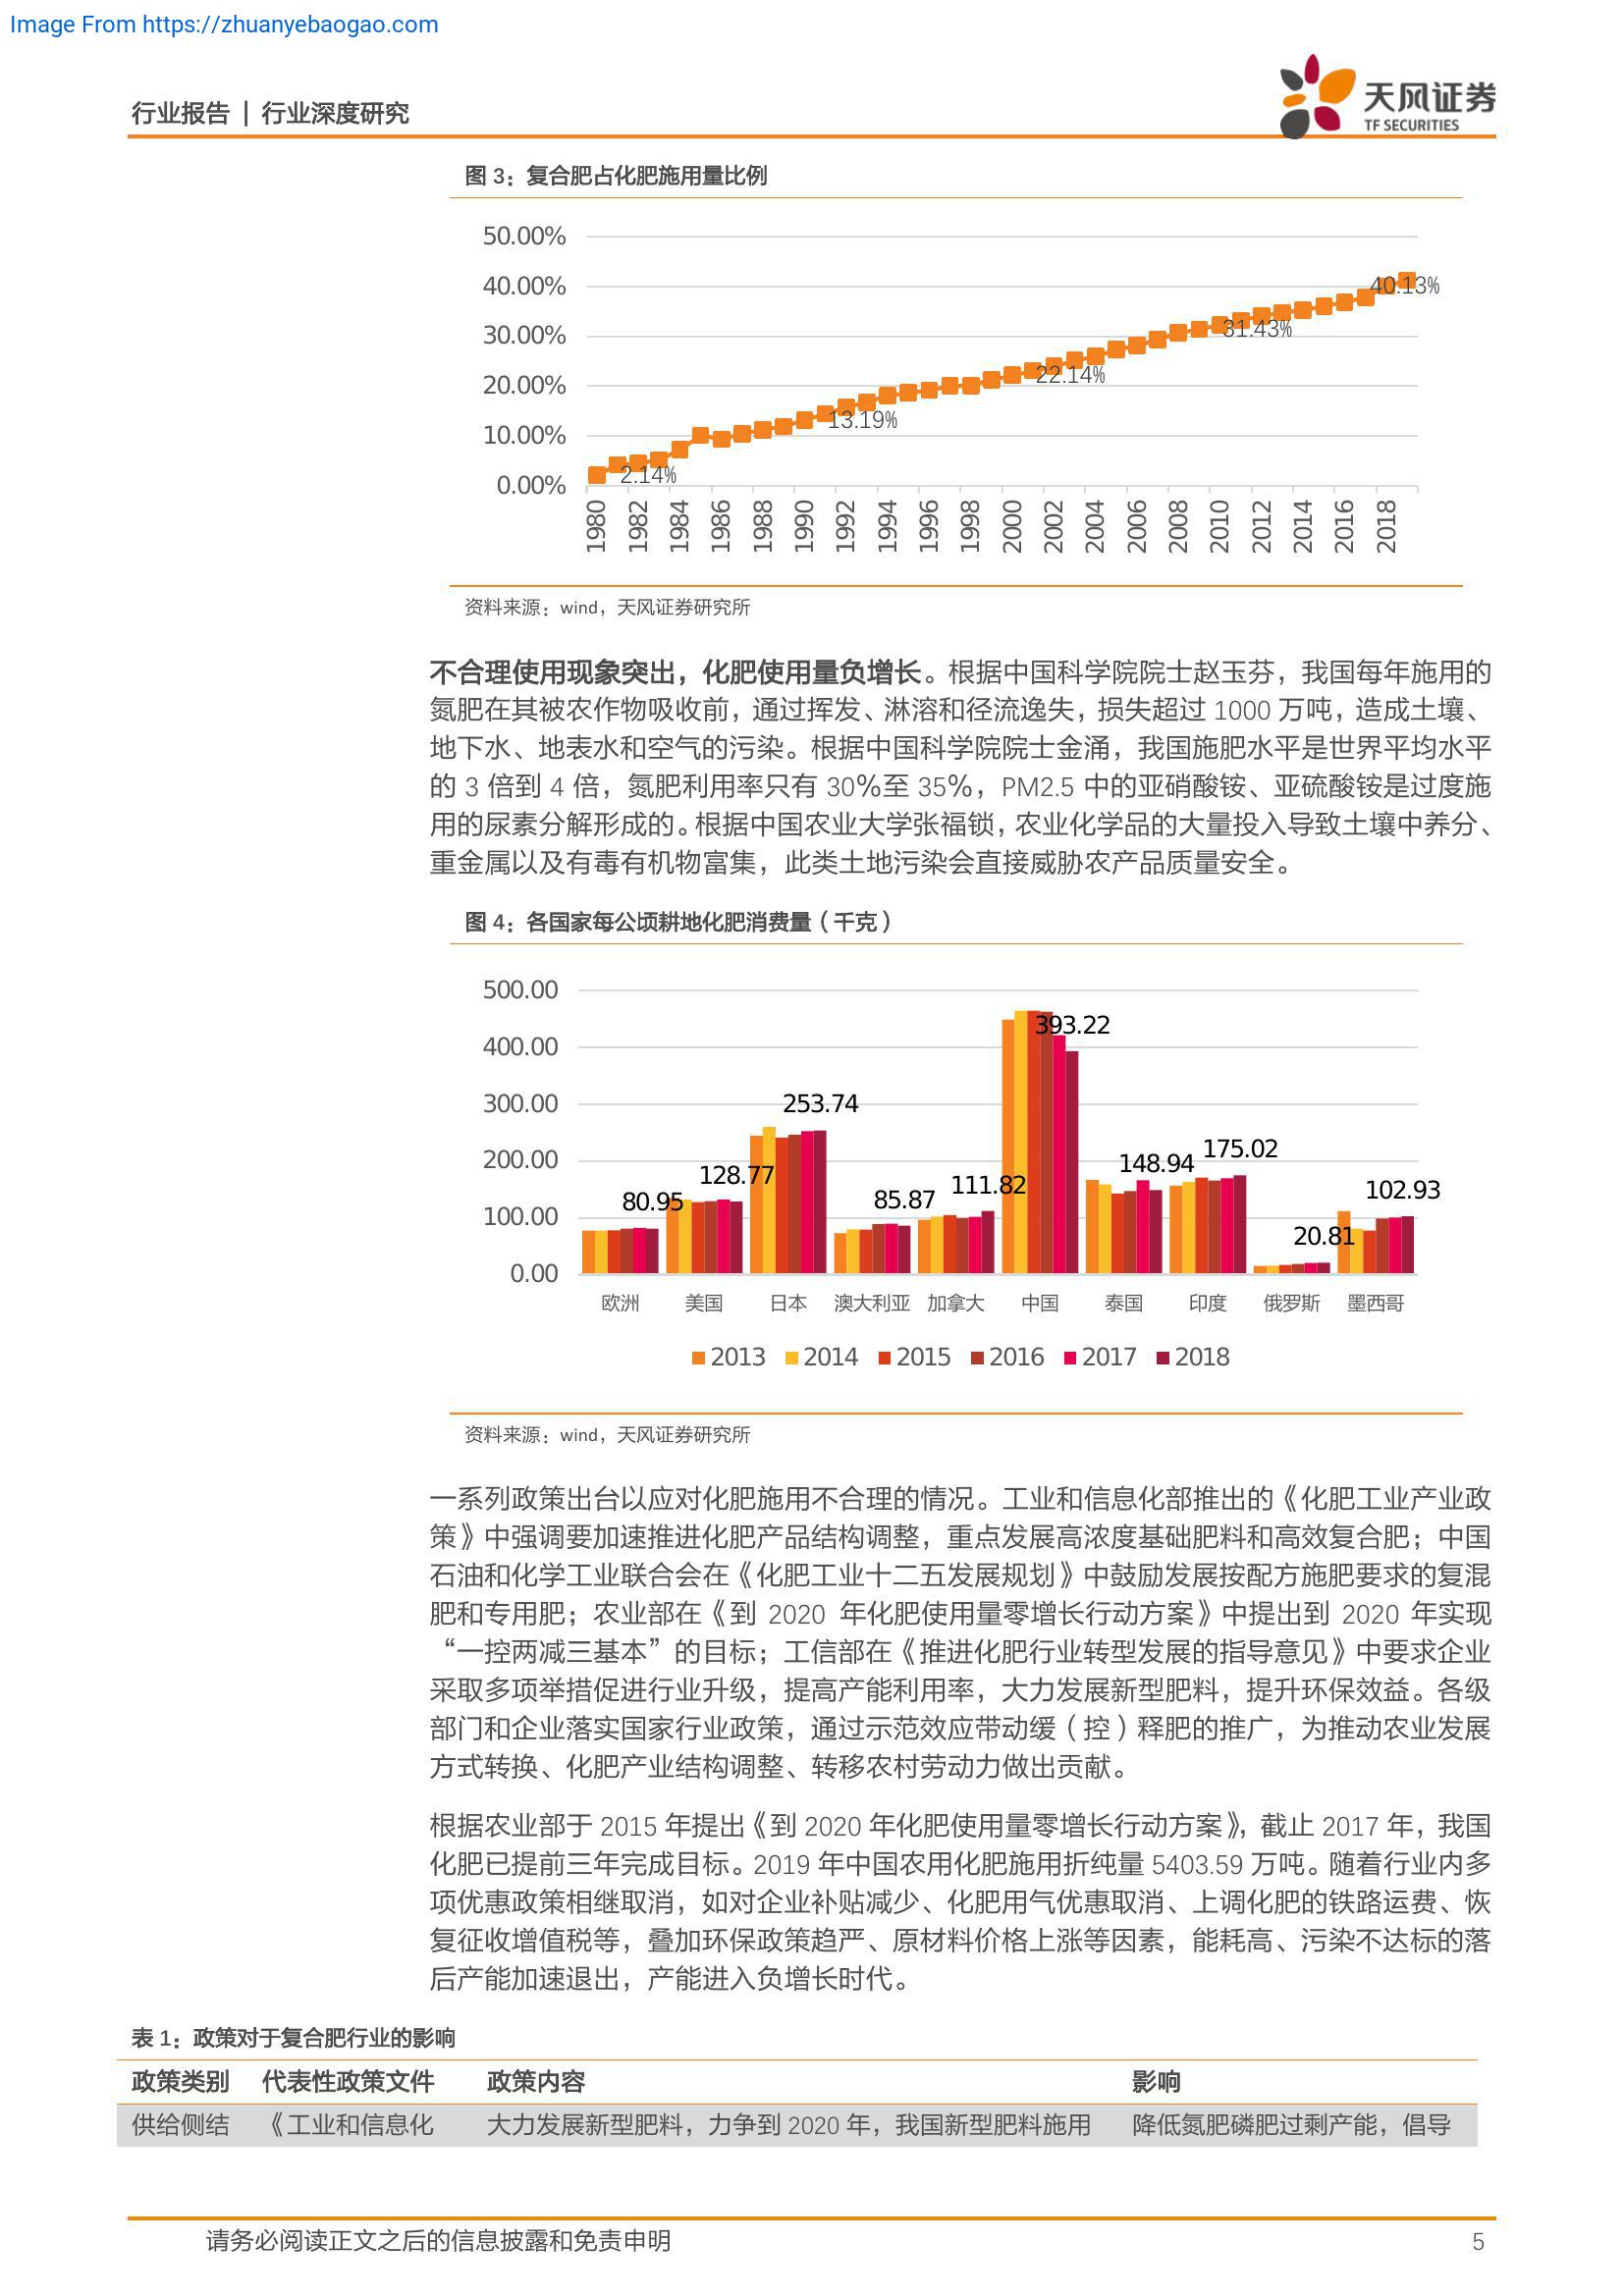 Image From https://zhuanyebaogao.com
行业报告 | 行业深度研究
天风证券
TF SECURITIES
图 3：复合肥占化肥施用量比例
50.00%
40.00%
30.00%
20.00%
10.00%
0.00%
2.14%
13.19%
22.14%
31.43%
40.13%
1980 1982 1984 1986 1988 1990 1992 1994 1996 1998 2000 2002 2004 2006 2008 2010 2012 2014 2016 2018
资料来源：wind，天风证券研究所
不合理使用现象突出，化肥使用量负增长。根据中国科学院院士赵玉芬，我国每年施用的
氮肥在其被农作物吸收前，通过挥发、淋溶和径流逸失，损失超过 1000 万吨，造成土壤、
地下水、地表水和空气的污染。根据中国科学院院士金涌，我国施肥水平是世界平均水平
的 3 倍到 4 倍，氮肥利用率只有 30%至 35%，PM2.5 中的亚硝酸铵、亚硫酸铵是过度施
用的尿素分解形成的。根据中国农业大学张福锁，农业化学品的大量投入导致土壤中养分、
重金属以及有毒有机物富集，此类土地污染会直接威胁农产品质量安全。
图 4：各国家每公顷耕地化肥消费量（千克）
500.00
400.00
300.00
200.00
100.00
0.00
80.95
128.77
253.74
85.87
111.82
393.22
148.94
175.02
20.81
102.93
欧洲 美国 日本 澳大利亚 加拿大 中国 泰国 印度 俄罗斯 墨西哥
2013 2014 2015 2016 2017 2018
资料来源：wind，天风证券研究所
一系列政策出台以应对化肥施用不合理的情况。工业和信息化部推出的《化肥工业产业政
策》中强调要加速推进化肥产品结构调整，重点发展高浓度基础肥料和高效复合肥；中国
石油和化学工业联合会在《化肥工业十二五发展规划》中鼓励发展按配方施肥要求的复混
肥和专用肥；农业部在《到 2020 年化肥使用量零增长行动方案》中提出到 2020 年实现
“一控两减三基本”的目标；工信部在《推进化肥行业转型发展的指导意见》中要求企业
采取多项举措促进行业升级，提高产能利用率，大力发展新型肥料，提升环保效益。各级
部门和企业落实国家行业政策，通过示范效应带动缓（控）释肥的推广，为推动农业发展
方式转换、化肥产业结构调整、转移农村劳动力做出贡献。
根据农业部于 2015 年提出《到 2020 年化肥使用量零增长行动方案》，截止 2017 年，我国
化肥已提前三年完成目标。2019 年中国农用化肥施用折纯量 5403.59 万吨。随着行业内多
项优惠政策相继取消，如对企业补贴减少、化肥用气优惠取消、上调化肥的铁路运费、恢
复征收增值税等，叠加环保政策趋严、原材料价格上涨等因素，能耗高、污染不达标的落
后产能加速退出，产能进入负增长时代。
表 1：政策对于复合肥行业的影响
政策类别 代表性政策文件 政策内容 影响
供给侧结 《工业和信息化 大力发展新型肥料，力争到 2020 年，我国新型肥料施用 降低氮肥磷肥过剩产能，倡导
请务必阅读正文之后的信息披露和免责申明 5